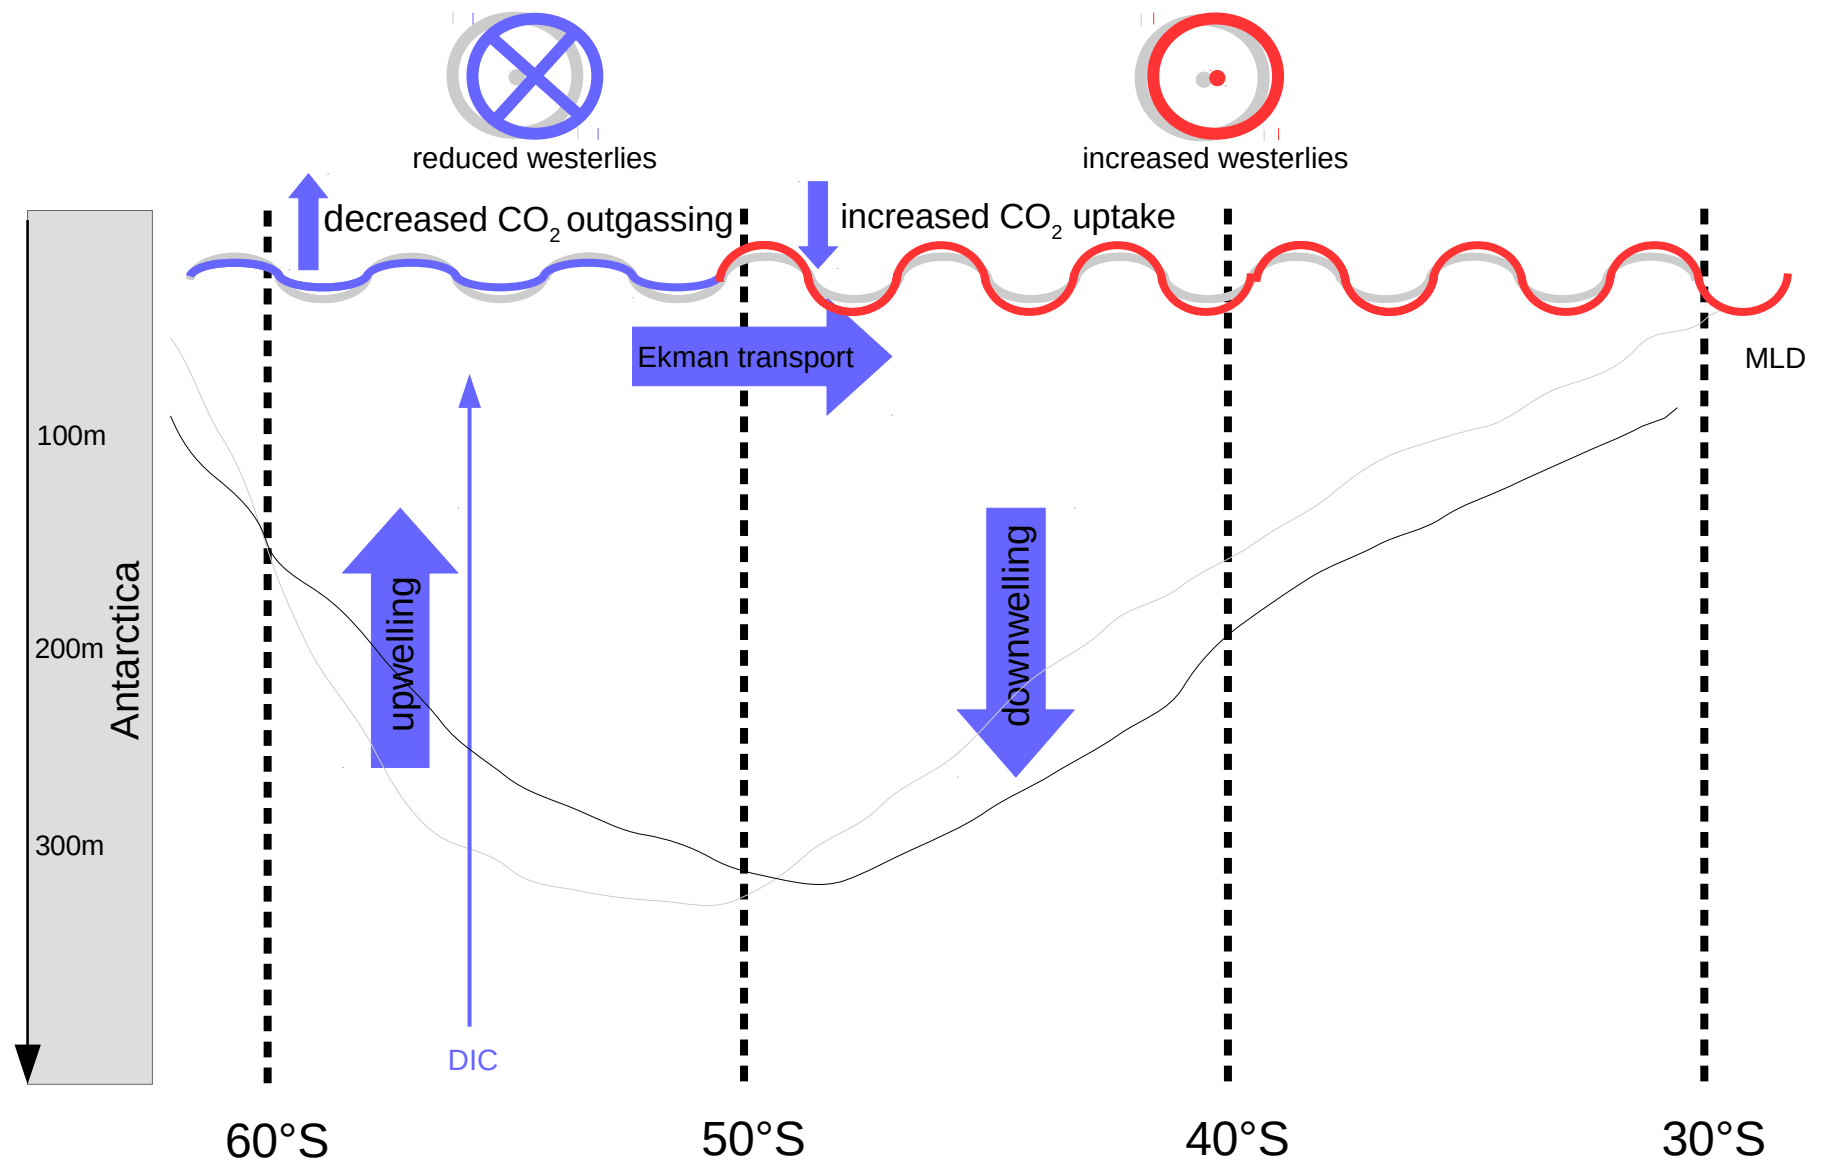 reduced westerlies
increased westerlies
decreased CO2 outgassing
increased CO2 uptake
Ekman transport
MLD
100m
200m
300m
Antarctica
upwelling
downwelling
DIC
60°S
50°S
40°S
30°S